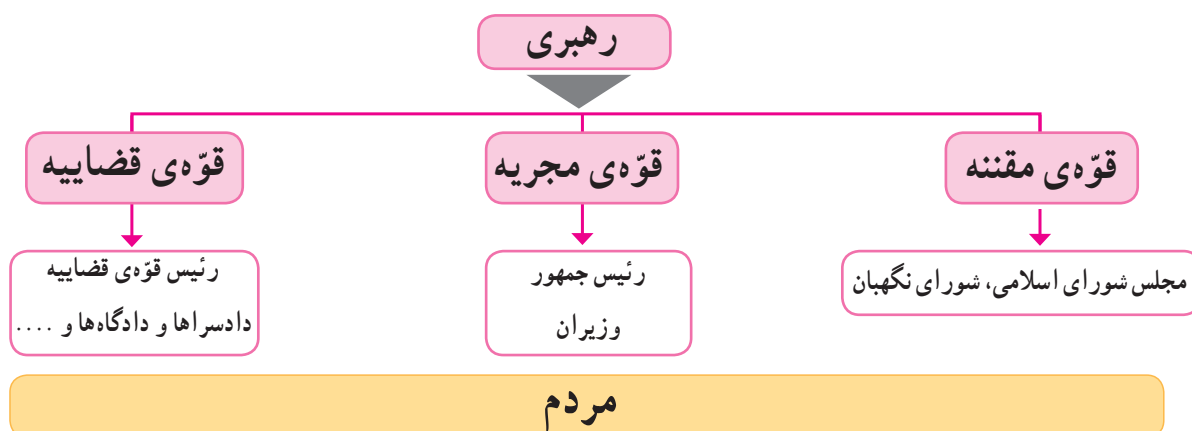 رهبری
قوّه‌ی مقننه
قوّه‌ی مجریه
قوّه‌ی قضاییه
مجلس شورای اسلامی، شورای نگهبان
رئیس جمهور
وزیران
رئیس قوّه‌ی قضاییه
دادسراها و دادگاه‌ها و ....
مردم